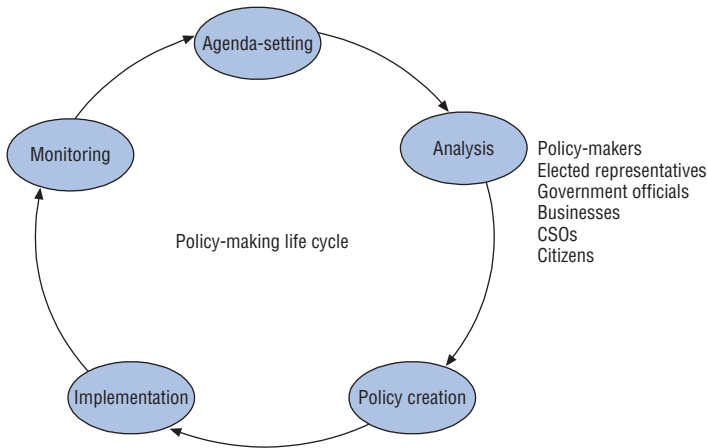 Agenda-setting
Monitoring
Analysis
Policy-makers
Elected representatives
Government officials
Businesses
CSOs
Citizens
Policy-making life cycle
Implementation
Policy creation